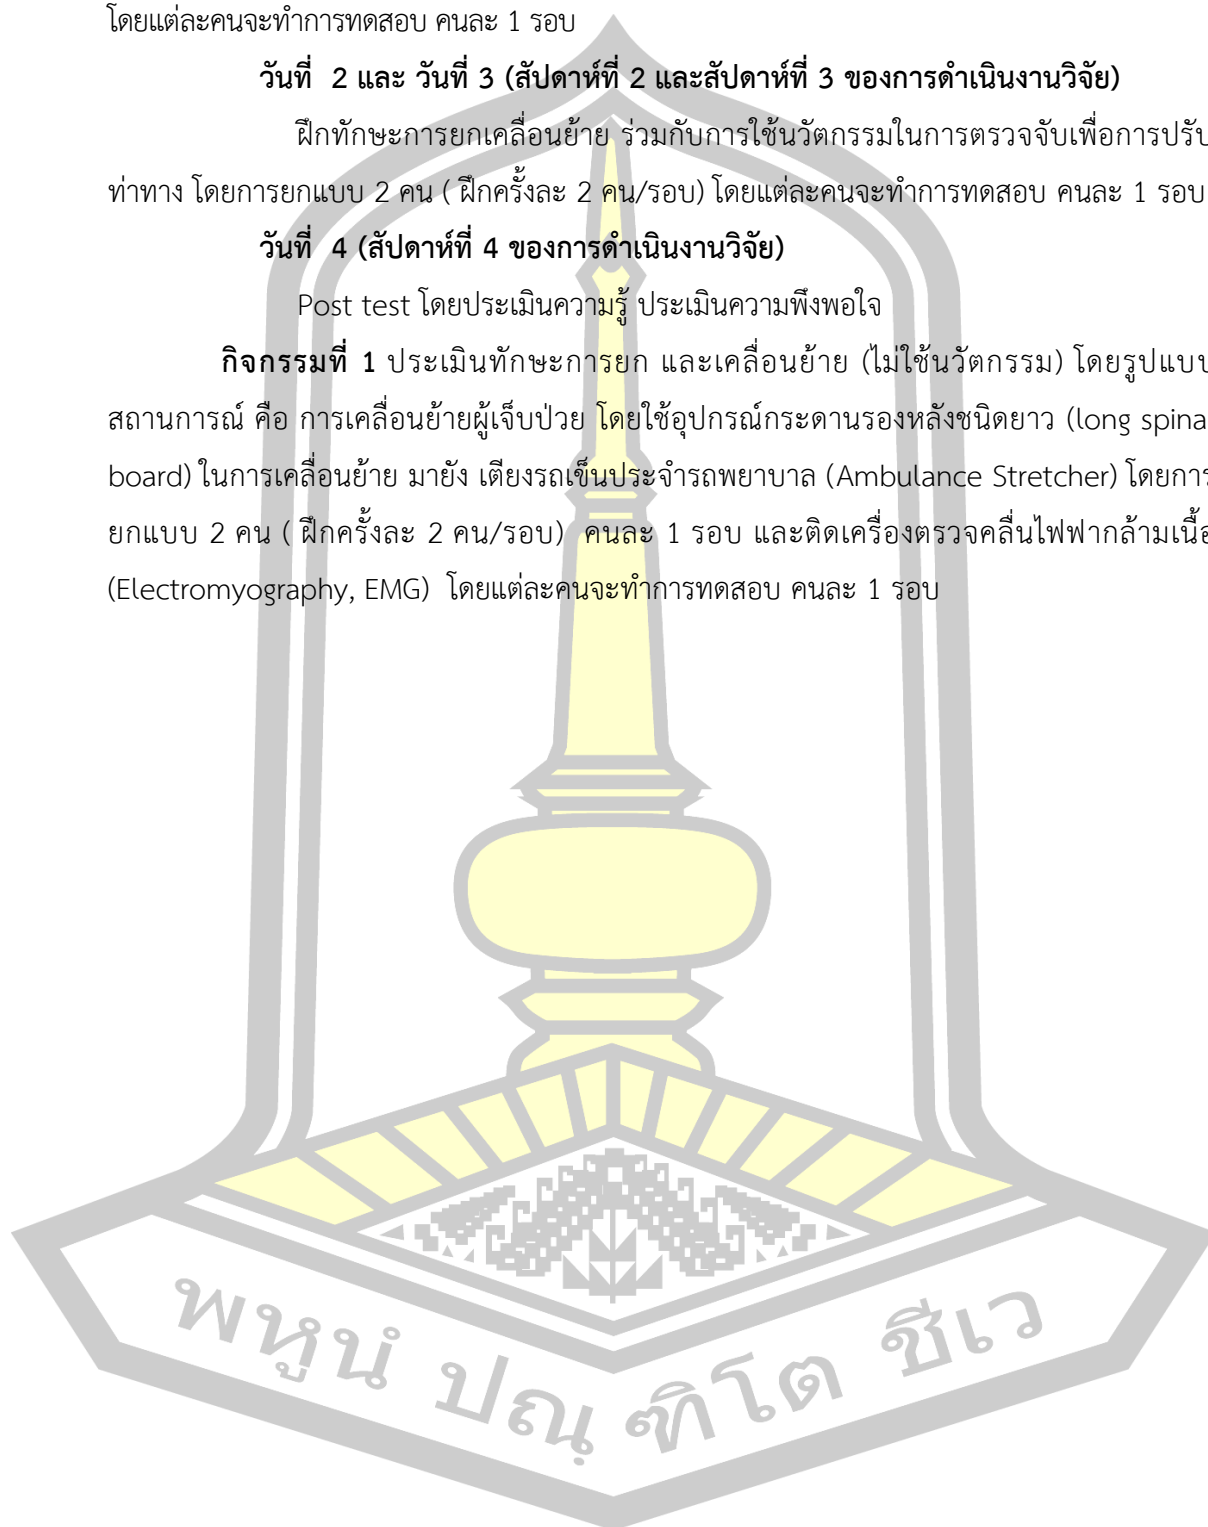 โดยแต่ละคนจะทำการทดสอบ คนละ 1 รอบ
วันที่ 2 และ วันที่ 3 (สัปดาห์ที่ 2 และสัปดาห์ที่ 3 ของการดำเนินงานวิจัย)
ฝึกทักษะการยกเคลื่อนย้าย ร่วมกับการใช้นวัตกรรมในการตรวจจับเพื่อการปรับ
ท่าทาง โดยการยกแบบ 2 คน ( ฝึกครั้งละ 2 คน/รอบ) โดยแต่ละคนจะทำการทดสอบ คนละ 1 รอบ
วันที่ 4 (สัปดาห์ที่ 4 ของการดำเนินงานวิจัย)
Post test โดยประเมินความรู้ ประเมินความพึงพอใจ
กิจกรรมที่ 1 ประเมินทักษะการยก และเคลื่อนย้าย (ไม่ใช้นวัตกรรม) โดยรูปแบบ
สถานการณ์ คือ การเคลื่อนย้ายผู้เจ็บป่วย โดยใช้อุปกรณ์กระดานรองหลังชนิดยาว (long spina
board) ในการเคลื่อนย้าย มายัง เตียงรถเข็นประจำรถพยาบาล (Ambulance Stretcher) โดยการ
ยกแบบ 2 คน ( ฝึกครั้งละ 2 คน/รอบ) คนละ 1 รอบ และติดเครื่องตรวจคลื่นไฟฟากล้ามเนื้อ
(Electromyography, EMG) โดยแต่ละคนจะทำการทดสอบ คนละ 1 รอบ
พหูนํ ปณฺ ฑิโต ชีเว